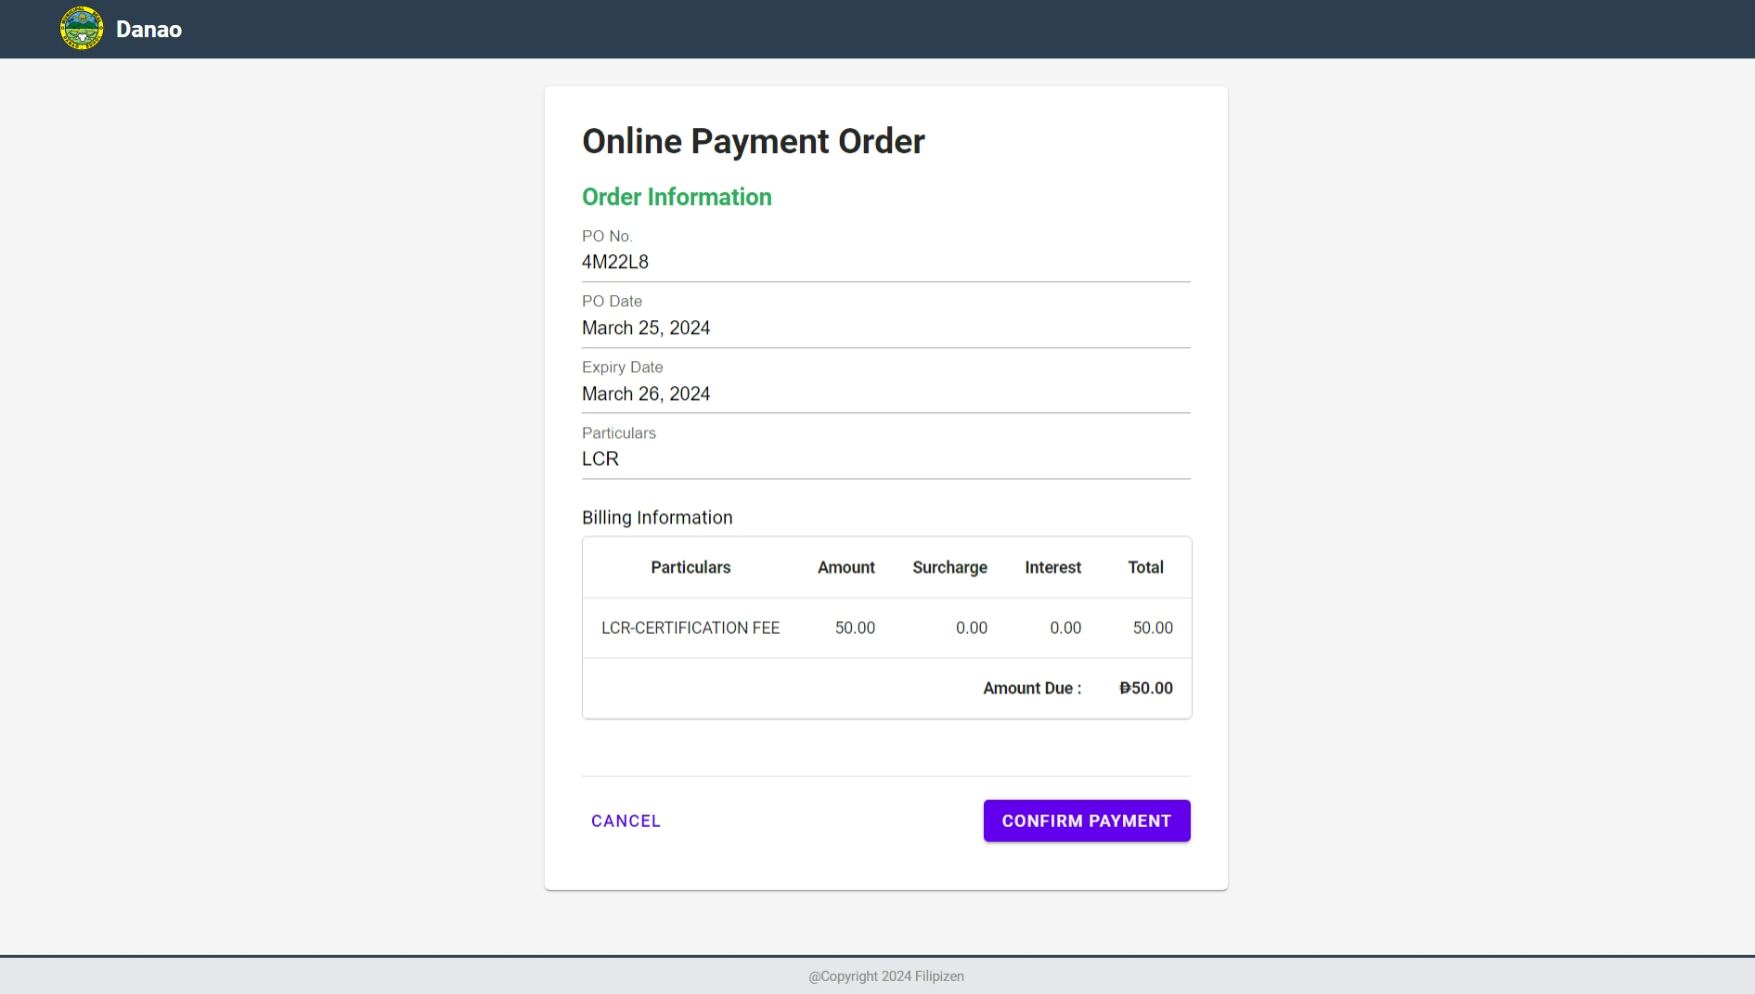 Danao
Online Payment Order
Order Information
PO No.
4M22L8
PO Date
March 25, 2024
Expiry Date
March 26, 2024
Particulars
LCR
Billing Information
Particulars Amount Surcharge Interest Total
LCR-CERTIFICATION FEE 50.00 0.00 0.00 50.00
Amount Due : ₱50.00
CANCEL CONFIRM PAYMENT
@Copyright 2024 Filipizen